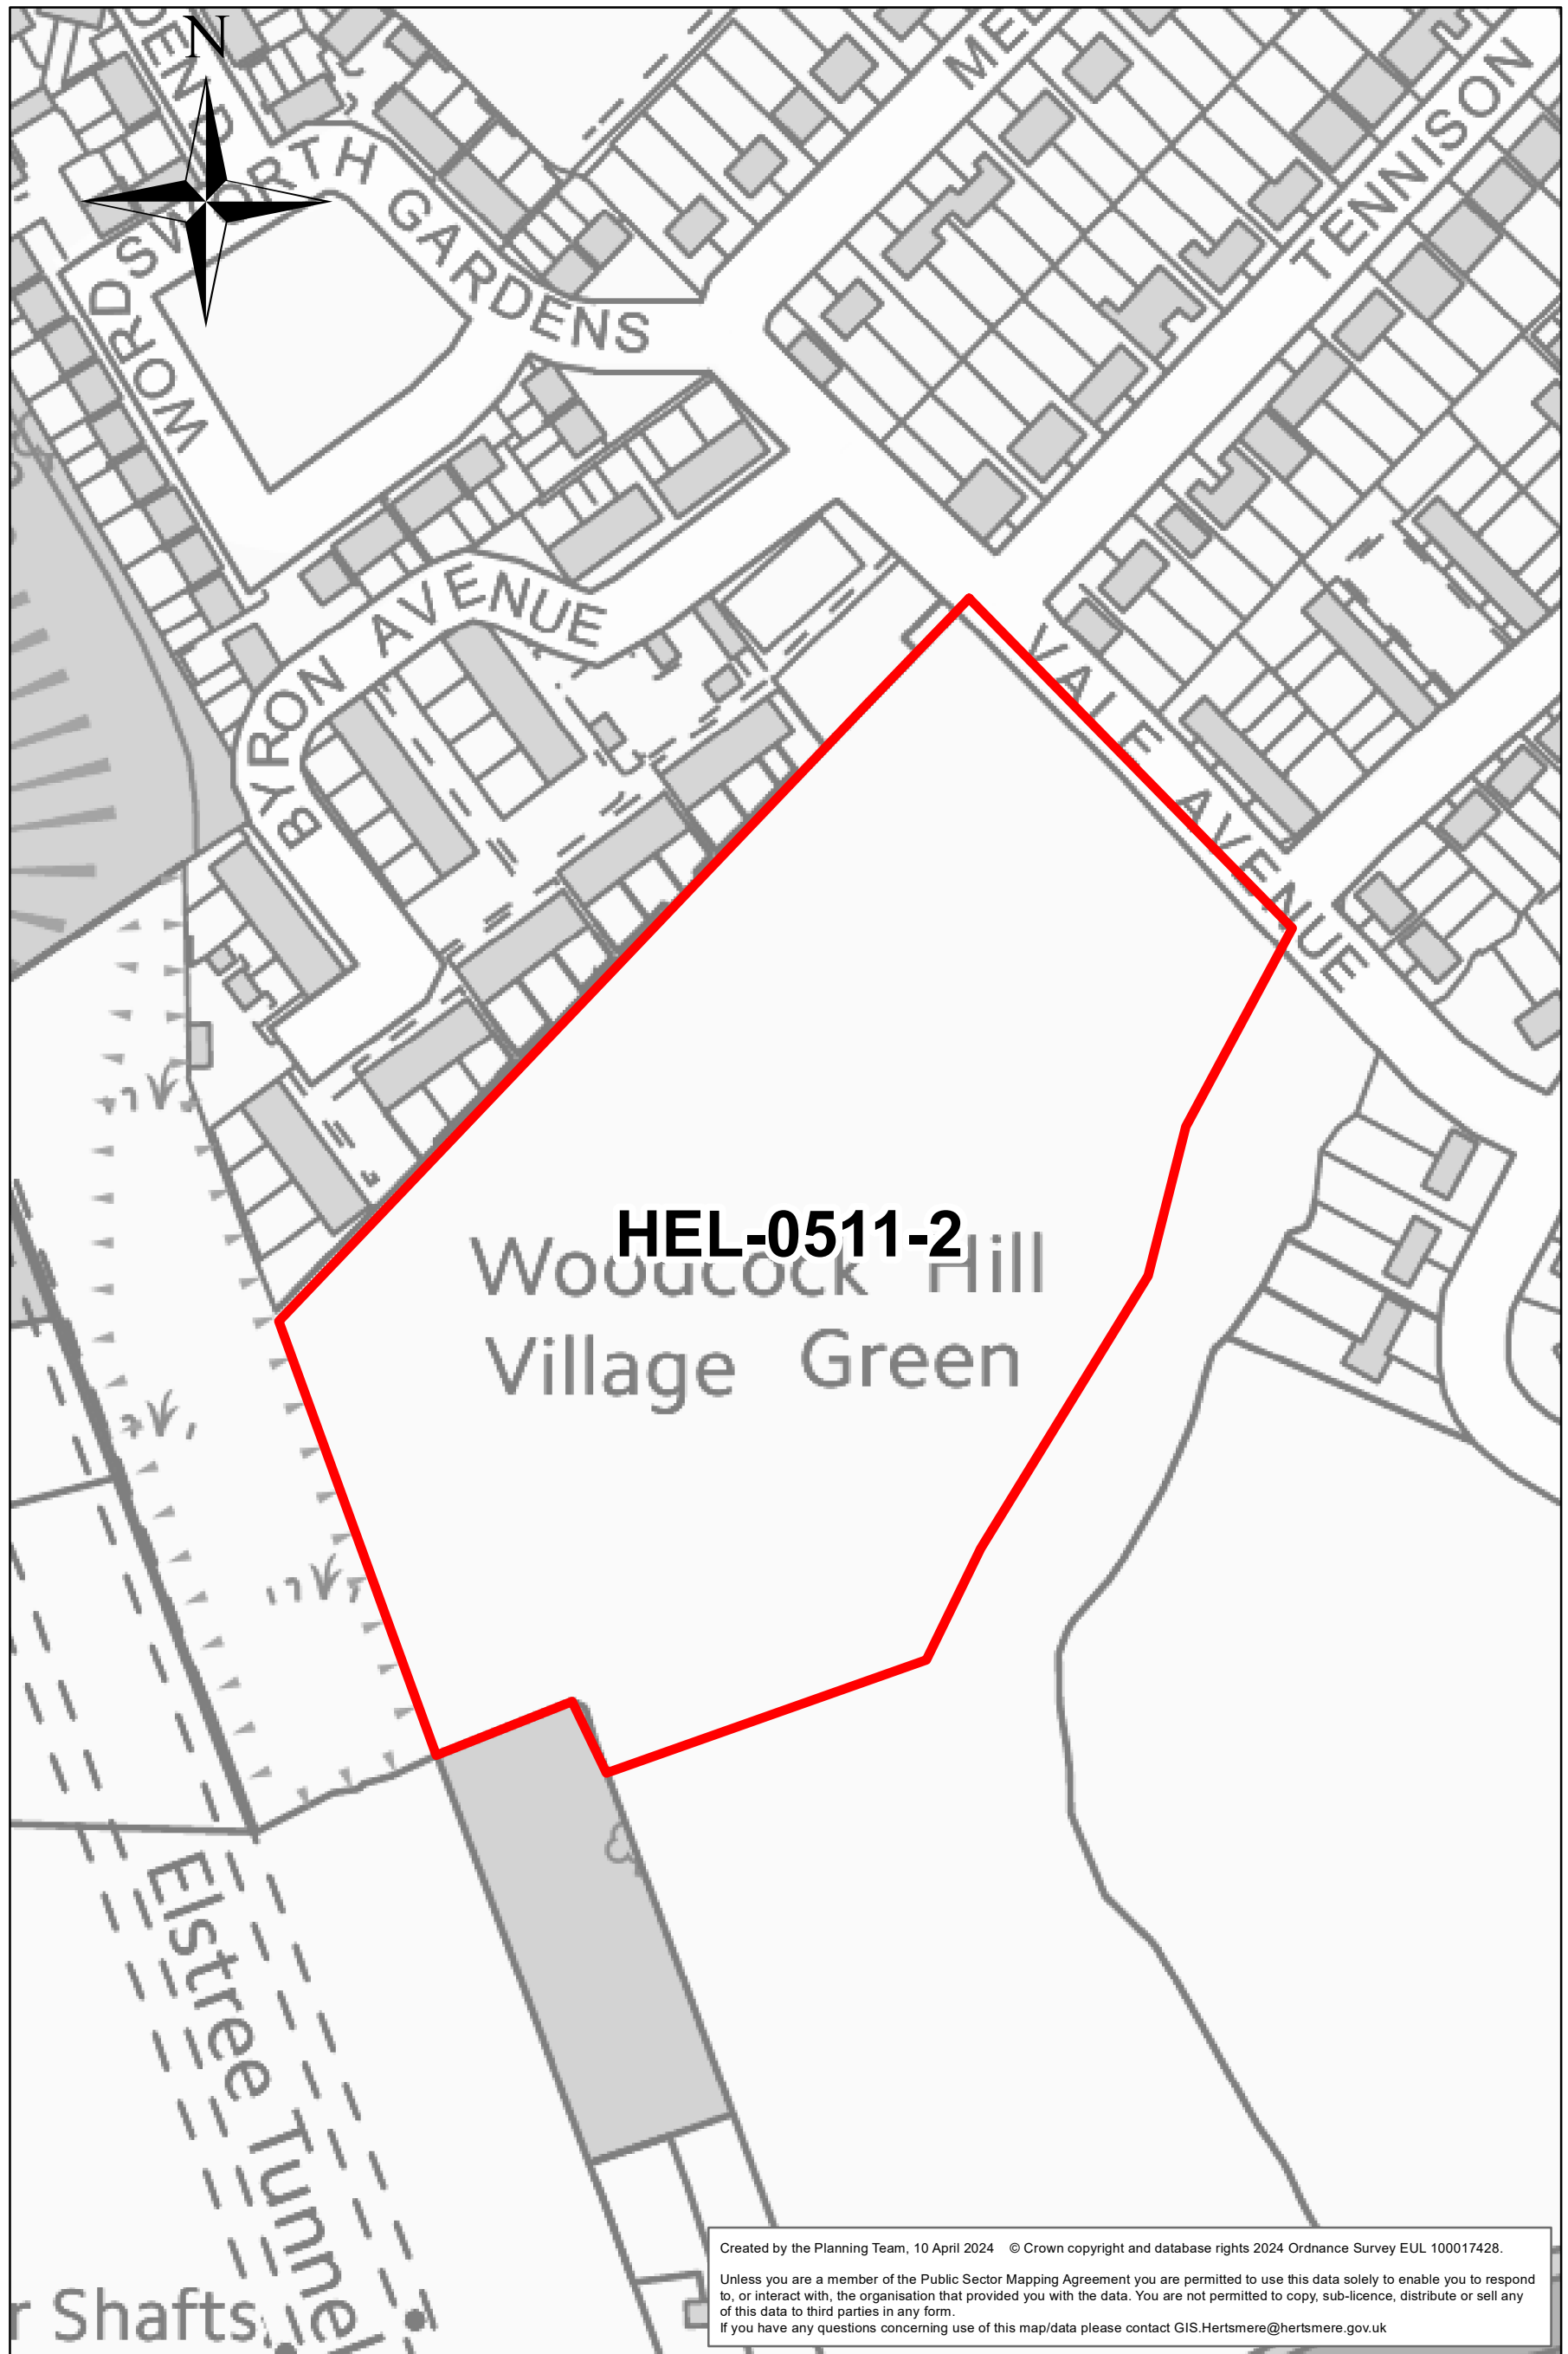 N
WORDSWORTH GARDENS
TENNISON
BYRON AVENUE
VALE AVENUE
HEL-0511-2
Woodcock Hill
Village Green
Elstree Tunnel
Shafts
Created by the Planning Team, 10 April 2024 © Crown copyright and database rights 2024 Ordnance Survey EUL 100017428.
Unless you are a member of the Public Sector Mapping Agreement you are permitted to use this data solely to enable you to respond
to, or interact with, the organisation that provided you with the data. You are not permitted to copy, sub-licence, distribute or sell any
of this data to third parties in any form.
If you have any questions concerning use of this map/data please contact GIS.Hertsmere@hertsmere.gov.uk